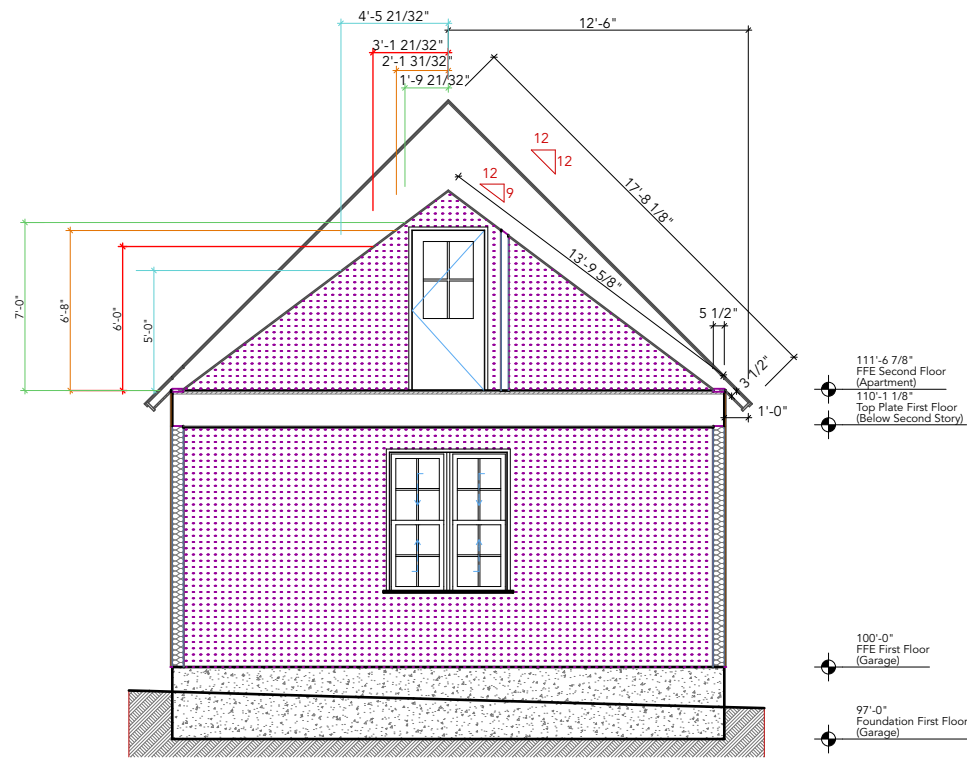 4'-5 21/32"
12'-6"
3'-1 21/32"
2'-1 31/32"
1'-9 21/32"
12
12
12
9
17'-8 1/8"
13'-9 5/8"
7'-0"
6'-8"
6'-0"
5'-0"
5 1/2"
3 1/2"
1'-0"
111'-6 7/8"
FFE Second Floor
(Apartment)
110'-1 1/8"
Top Plate First Floor
(Below Second Story)
100'-0"
FFE First Floor
(Garage)
97'-0"
Foundation First Floor
(Garage)